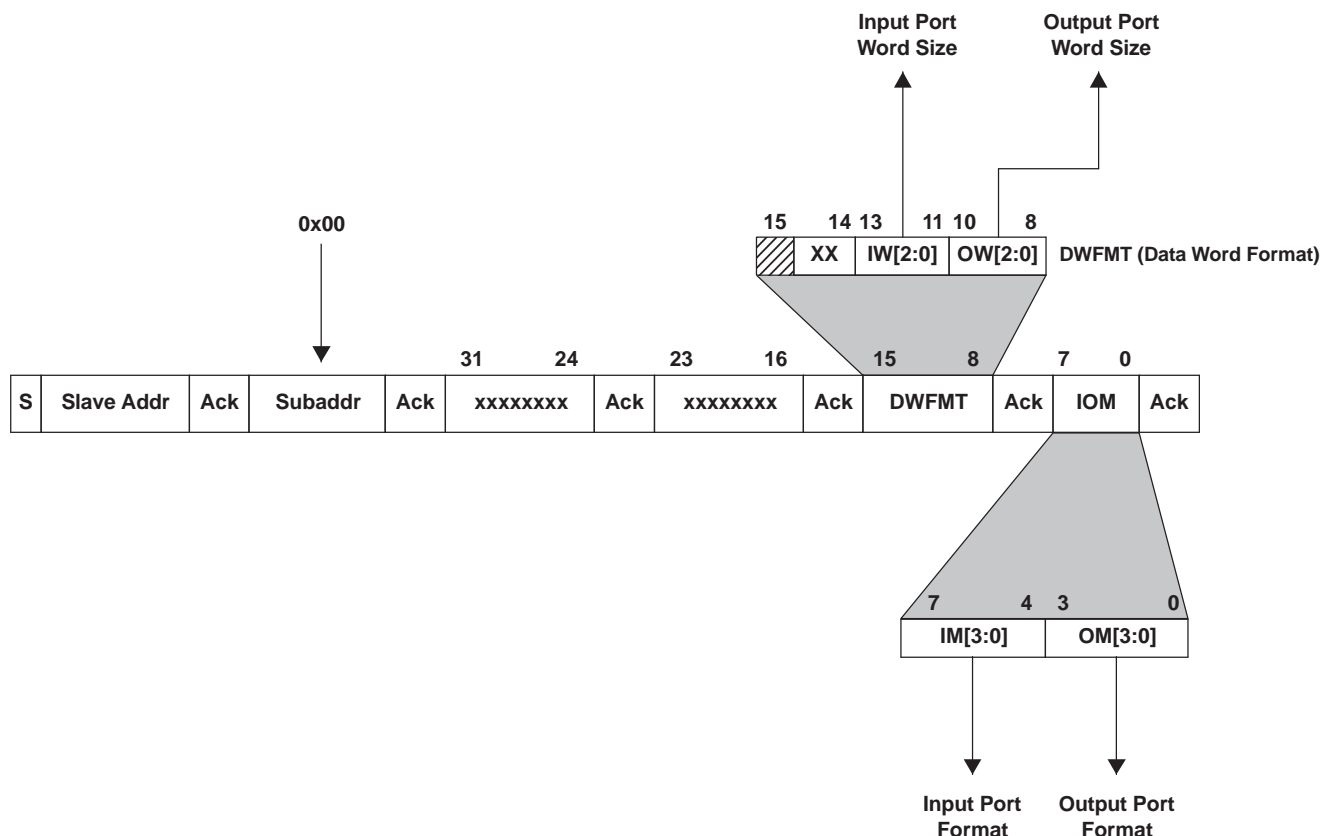 Input Port
Word Size
Output Port
Word Size
0x00
15 14 13 11 10 8
XX IW[2:0] OW[2:0] DWFMT (Data Word Format)
31 24 23 16 15 8 7 0
S Slave Addr Ack Subaddr Ack xxxxxxxx Ack xxxxxxxx Ack DWFMT Ack IOM Ack
7 4 3 0
IM[3:0] OM[3:0]
Input Port
Format
Output Port
Format